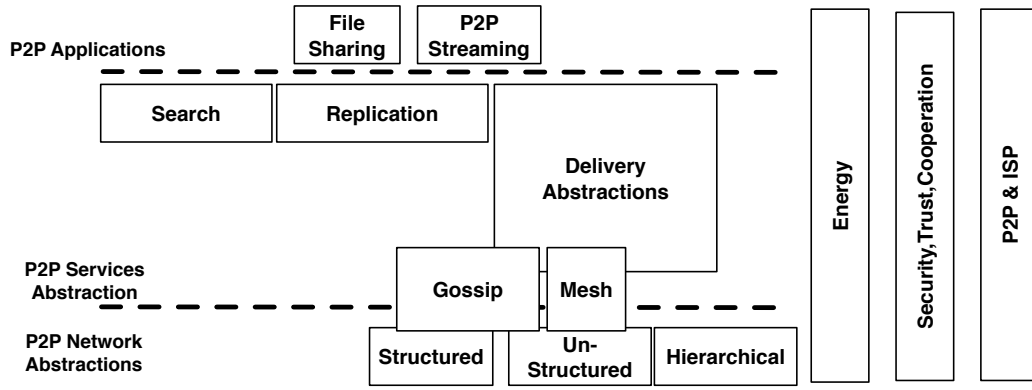 File
Sharing
P2P
Streaming
P2P Applications
Search
Replication
Delivery
Abstractions
P2P Services
Abstraction
Gossip
Mesh
P2P Network
Abstractions
Structured
Un-
Structured
Hierarchical
Energy
Security,Trust,Cooperation
P2P & ISP